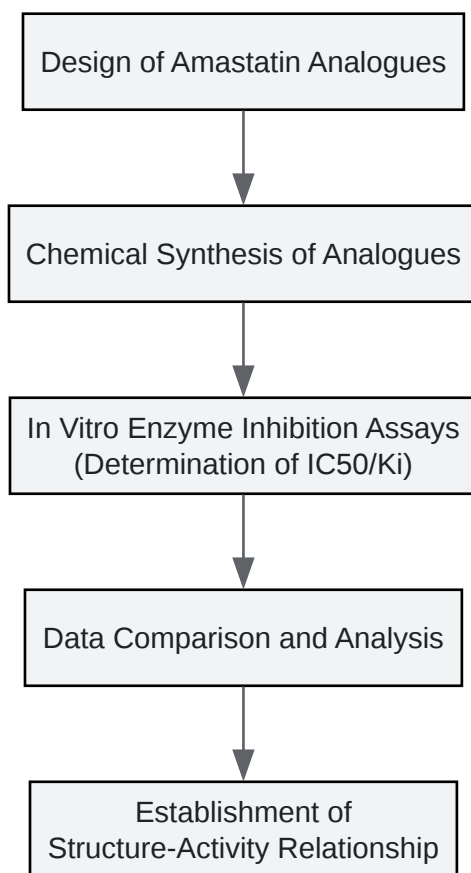 Design of Amastatin Analogues
Chemical Synthesis of Analogues
In Vitro Enzyme Inhibition Assays
(Determination of IC50/Ki)
Data Comparison and Analysis
Establishment of
Structure-Activity Relationship